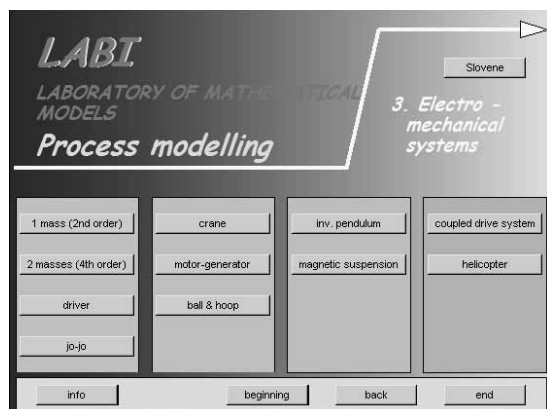 LABI
Slovene
LABORATORY OF MATHEMATICAL
MODELS
Process modelling
3. Electro -
mechanical
systems
1 mass (2nd order)
2 masses (4th order)
driver
jo-jo
crane
motor-generator
ball & hoop
inv. pendulum
magnetic suspension
coupled drive system
helicopter
info
beginning
back
end